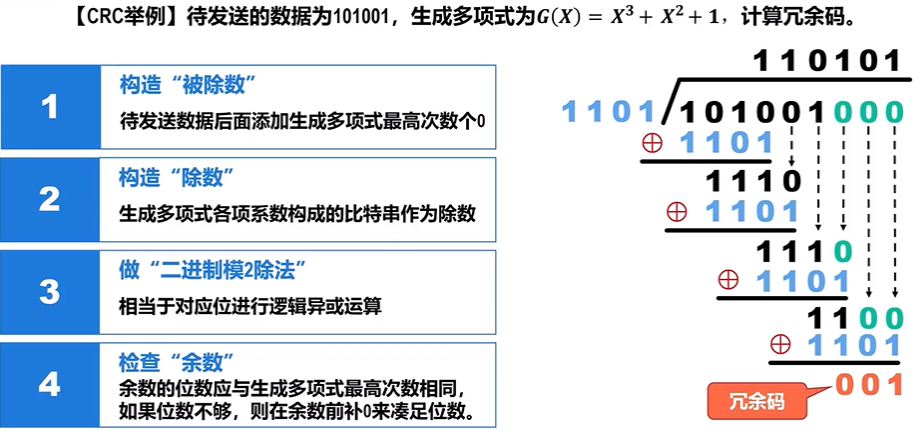 【CRC举例】待发送的数据为101001，生成多项式为G(X) = X³ + X² + 1，计算冗余码。
1
构造“被除数”
待发送数据后面添加生成多项式最高次数个0
2
构造“除数”
生成多项式各项系数构成的比特串作为除数
3
做“二进制模2除法”
相当于对应位进行逻辑异或运算
4
检查“余数”
余数的位数应与生成多项式最高次数相同，
如果位数不够，则在余数前补0来凑足位数。
110101
1101 101001000
⊕ 1101
1110
⊕ 1101
1110
⊕ 1101
1100
⊕ 1101
冗余码 001